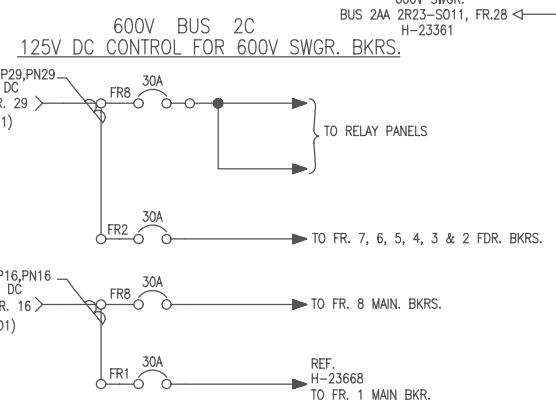 600V SWGR.
BUS 2AA 2R23-S011, FR.28
H-23361
600V BUS 2C
125V DC CONTROL FOR 600V SWGR. BKRS.
P29,PN29
DC
R. 29
1)
FR8
30A
TO RELAY PANELS
FR2
30A
TO FR. 7, 6, 5, 4, 3 & 2 FDR. BKRS.
P16,PN16
DC
R. 16
D1)
FR8
30A
TO FR. 8 MAIN. BKRS.
FR1
30A
REF.
H-23668
TO FR. 1 MAIN BKR.